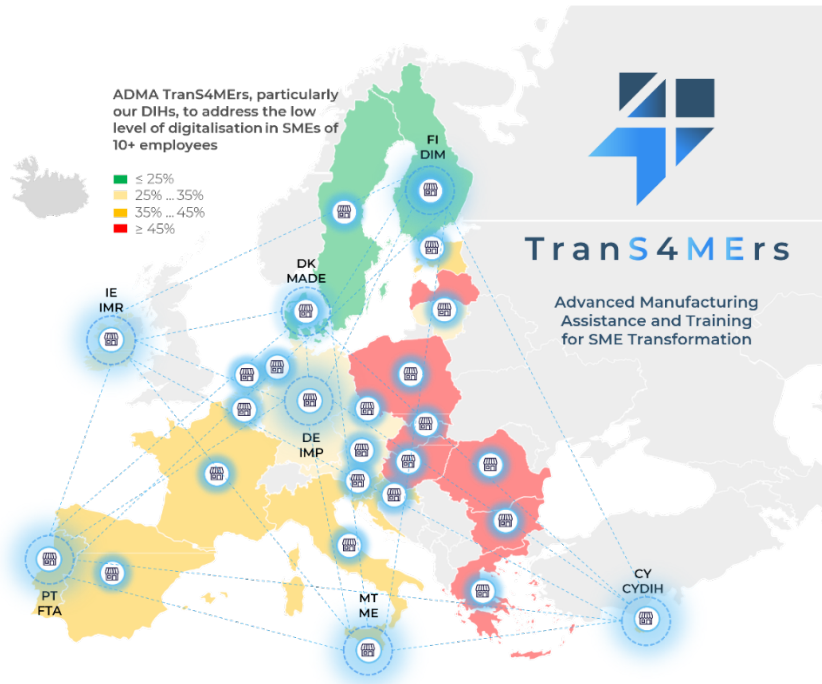 ADMA TranS4MErs, particularly
our DIHs, to address the low
level of digitalisation in SMEs of
10+ employees
≤ 25%
25% ... 35%
35% ... 45%
≥ 45%
FI
DIM
TranS4MErs
Advanced Manufacturing
Assistance and Training
for SME Transformation
DK
MADE
IE
IMR
DE
IMP
PT
FTA
MT
ME
CY
CYDIH